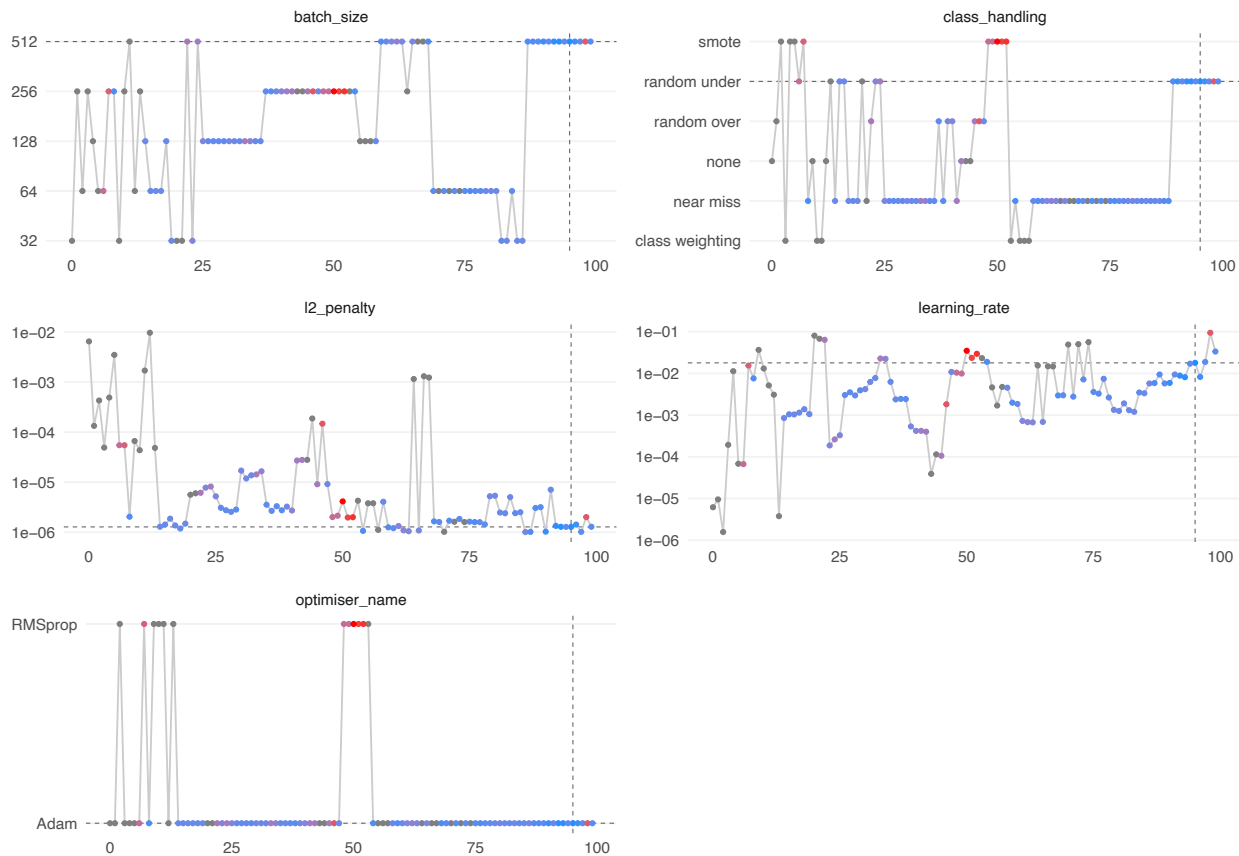 batch_size
512
256
128
64
32
0
25
50
75
100
class_handling
smote
random under
random over
none
near miss
class weighting
0
25
50
75
100
l2_penalty
1e−02
1e−03
1e−04
1e−05
1e−06
0
25
50
75
100
learning_rate
1e−01
1e−02
1e−03
1e−04
1e−05
1e−06
0
25
50
75
100
optimiser_name
RMSprop
Adam
0
25
50
75
100